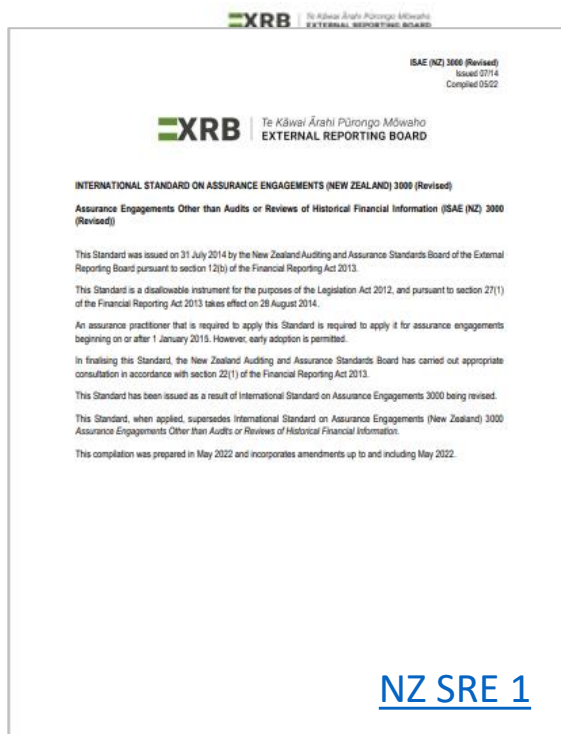 XRB Te Kāwai Ārahi Pūrongo Mōwaho
EXTERNAL REPORTING BOARD
ISAE (NZ) 3000 (Revised)
Issued 07/14
Compiled 05/22
XRB Te Kāwai Ārahi Pūrongo Mōwaho
EXTERNAL REPORTING BOARD
INTERNATIONAL STANDARD ON ASSURANCE ENGAGEMENTS (NEW ZEALAND) 3000 (Revised)
Assurance Engagements Other than Audits or Reviews of Historical Financial Information (ISAE (NZ) 3000
(Revised))
This Standard was issued on 31 July 2014 by the New Zealand Auditing and Assurance Standards Board of the External
Reporting Board pursuant to section 12(b) of the Financial Reporting Act 2013.
This Standard is a disallowable instrument for the purposes of the Legislation Act 2012, and pursuant to section 27(1)
of the Financial Reporting Act 2013 takes effect on 28 August 2014.
An assurance practitioner that is required to apply this Standard is required to apply it for assurance engagements
beginning on or after 1 January 2015. However, early adoption is permitted.
In finalising this Standard, the New Zealand Auditing and Assurance Standards Board has carried out appropriate
consultation in accordance with section 22(1) of the Financial Reporting Act 2013.
This Standard has been issued as a result of International Standard on Assurance Engagements 3000 being revised.
This Standard, when applied, supersedes International Standard on Assurance Engagements (New Zealand) 3000
Assurance Engagements Other than Audits or Reviews of Historical Financial Information.
This compilation was prepared in May 2022 and incorporates amendments up to and including May 2022.
NZ SRE 1